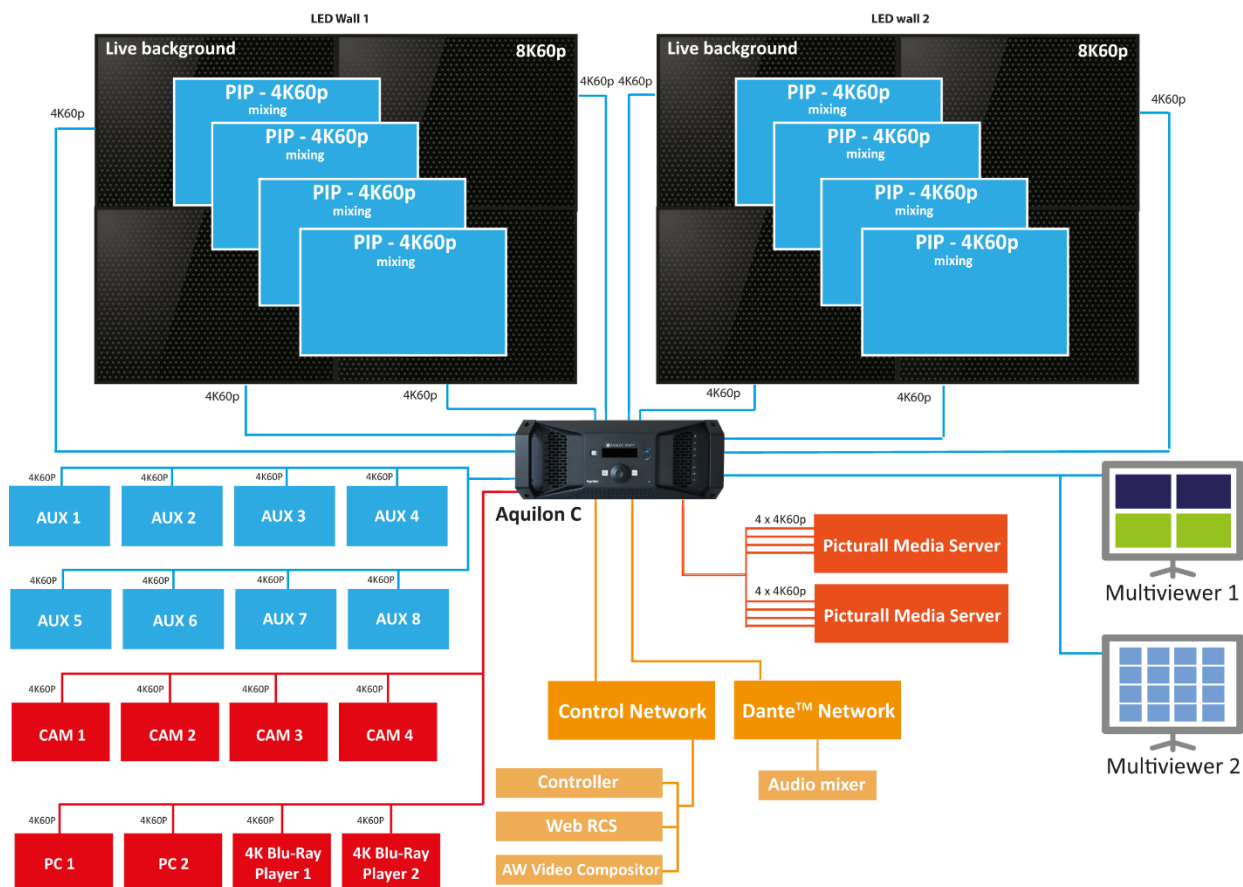 LED Wall 1
LED wall 2
Live background
8K60p
Live background
8K60p
PIP - 4K60p
mixing
PIP - 4K60p
mixing
PIP - 4K60p
mixing
PIP - 4K60p
mixing
PIP - 4K60p
mixing
PIP - 4K60p
mixing
PIP - 4K60p
mixing
PIP - 4K60p
mixing
4K60p
4K60p
4K60p
4K60p
4K60p
4K60p
4K60p
4K60p
Aquilon C
4K60P
4K60P
4K60P
4K60P
AUX 1
AUX 2
AUX 3
AUX 4
4K60P
4K60P
4K60P
4K60P
AUX 5
AUX 6
AUX 7
AUX 8
4K60P
4K60P
4K60P
4K60P
CAM 1
CAM 2
CAM 3
CAM 4
4K60P
4K60P
4K60P
4K60P
PC 1
PC 2
4K Blu-Ray
Player 1
4K Blu-Ray
Player 2
4 x 4K60p
Picturall Media Server
4 x 4K60p
Picturall Media Server
Control Network
Dante™ Network
Controller
Web RCS
AW Video Compositor
Audio mixer
Multiviewer 1
Multiviewer 2